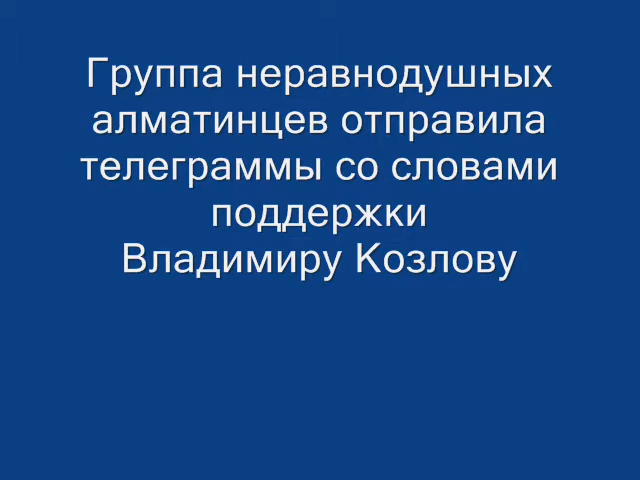 Группа неравнодушных
алматинцев отправила
телеграммы со словами
поддержки
Владимиру Козлову